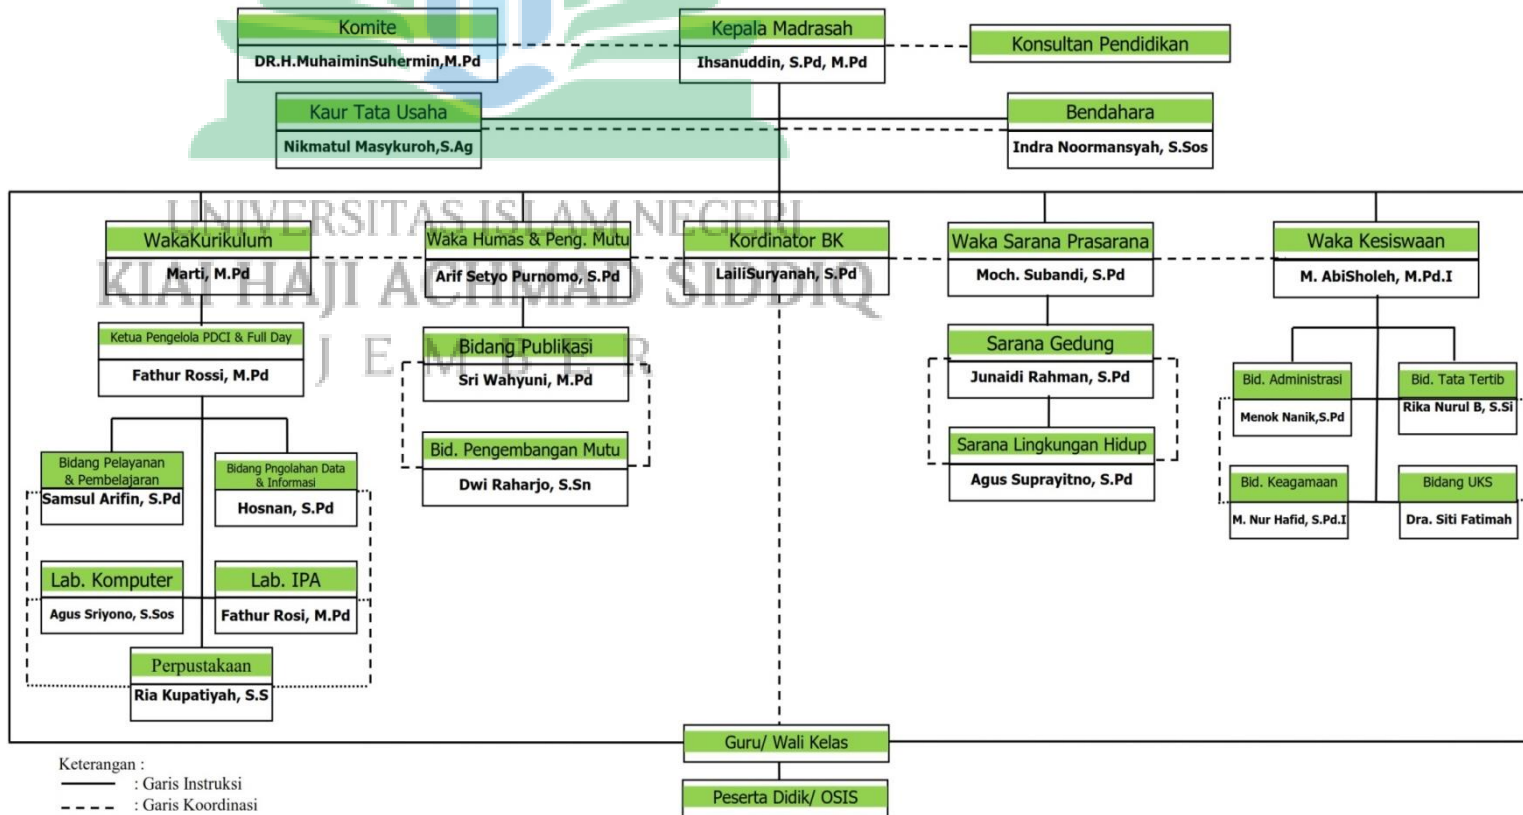 Komite
DR.H.MuhaiminSuhermin,M.Pd
Kepala Madrasah
Ihsanuddin, S.Pd, M.Pd
Konsultan Pendidikan
Kaur Tata Usaha
Nikmatul Masykuroh,S.Ag
Bendahara
Indra Noormansyah, S.Sos
UNIVERSITAS ISLAM NEGERI
KIAI HAJI ACHMAD SIDDIQ
J E M B E R
WakaKurikulum
Marti, M.Pd
Waka Humas & Peng. Mutu
Arif Setyo Purnomo, S.Pd
Kordinator BK
LailiSuryanah, S.Pd
Waka Sarana Prasarana
Moch. Subandi, S.Pd
Waka Kesiswaan
M. AbiSholeh, M.Pd.I
Ketua Pengelola PDCI & Full Day
Fathur Rossi, M.Pd
Bidang Publikasi
Sri Wahyuni, M.Pd
Sarana Gedung
Junaidi Rahman, S.Pd
Bid. Administrasi
Menok Nanik,S.Pd
Bid. Tata Tertib
Rika Nurul B, S.Si
Bidang Pelayanan
& Pembelajaran
Samsul Arifin, S.Pd
Bidang Pngolahan Data
& Informasi
Hosnan, S.Pd
Bid. Pengembangan Mutu
Dwi Raharjo, S.Sn
Sarana Lingkungan Hidup
Agus Suprayitno, S.Pd
Bid. Keagamaan
M. Nur Hafid, S.Pd.I
Bidang UKS
Dra. Siti Fatimah
Lab. Komputer
Agus Sriyono, S.Sos
Lab. IPA
Fathur Rosi, M.Pd
Perpustakaan
Ria Kupatiyah, S.S
Guru/ Wali Kelas
Peserta Didik/ OSIS
Keterangan :
: Garis Instruksi
: Garis Koordinasi